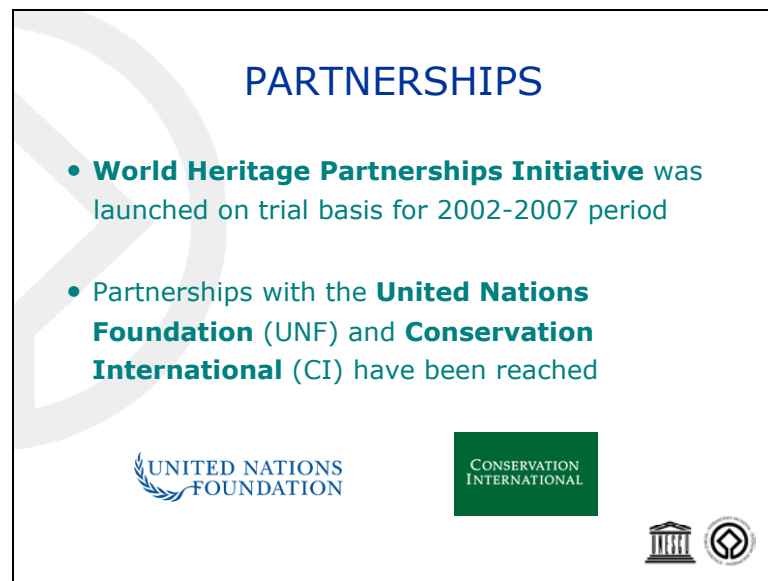 PARTNERSHIPS
• World Heritage Partnerships Initiative was
launched on trial basis for 2002-2007 period
• Partnerships with the United Nations
Foundation (UNF) and Conservation
International (CI) have been reached
UNITED NATIONS
FOUNDATION
CONSERVATION
INTERNATIONAL
UNESCO